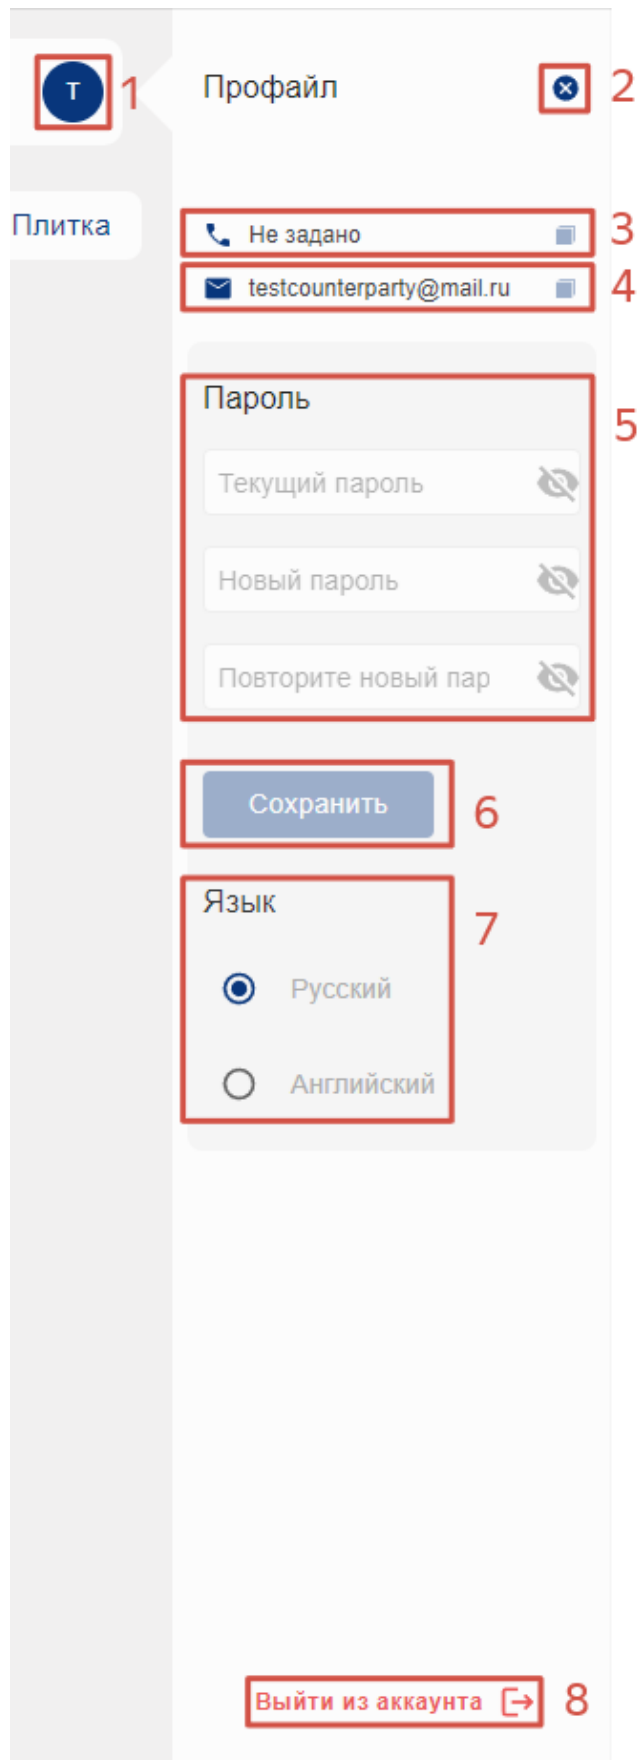 T
1
Профайл
2
Плитка
Не задано
3
testcounterparty@mail.ru
4
Пароль
5
Текущий пароль
Новый пароль
Повторите новый пар
Сохранить
6
Язык
7
Русский
Английский
Выйти из аккаунта
8